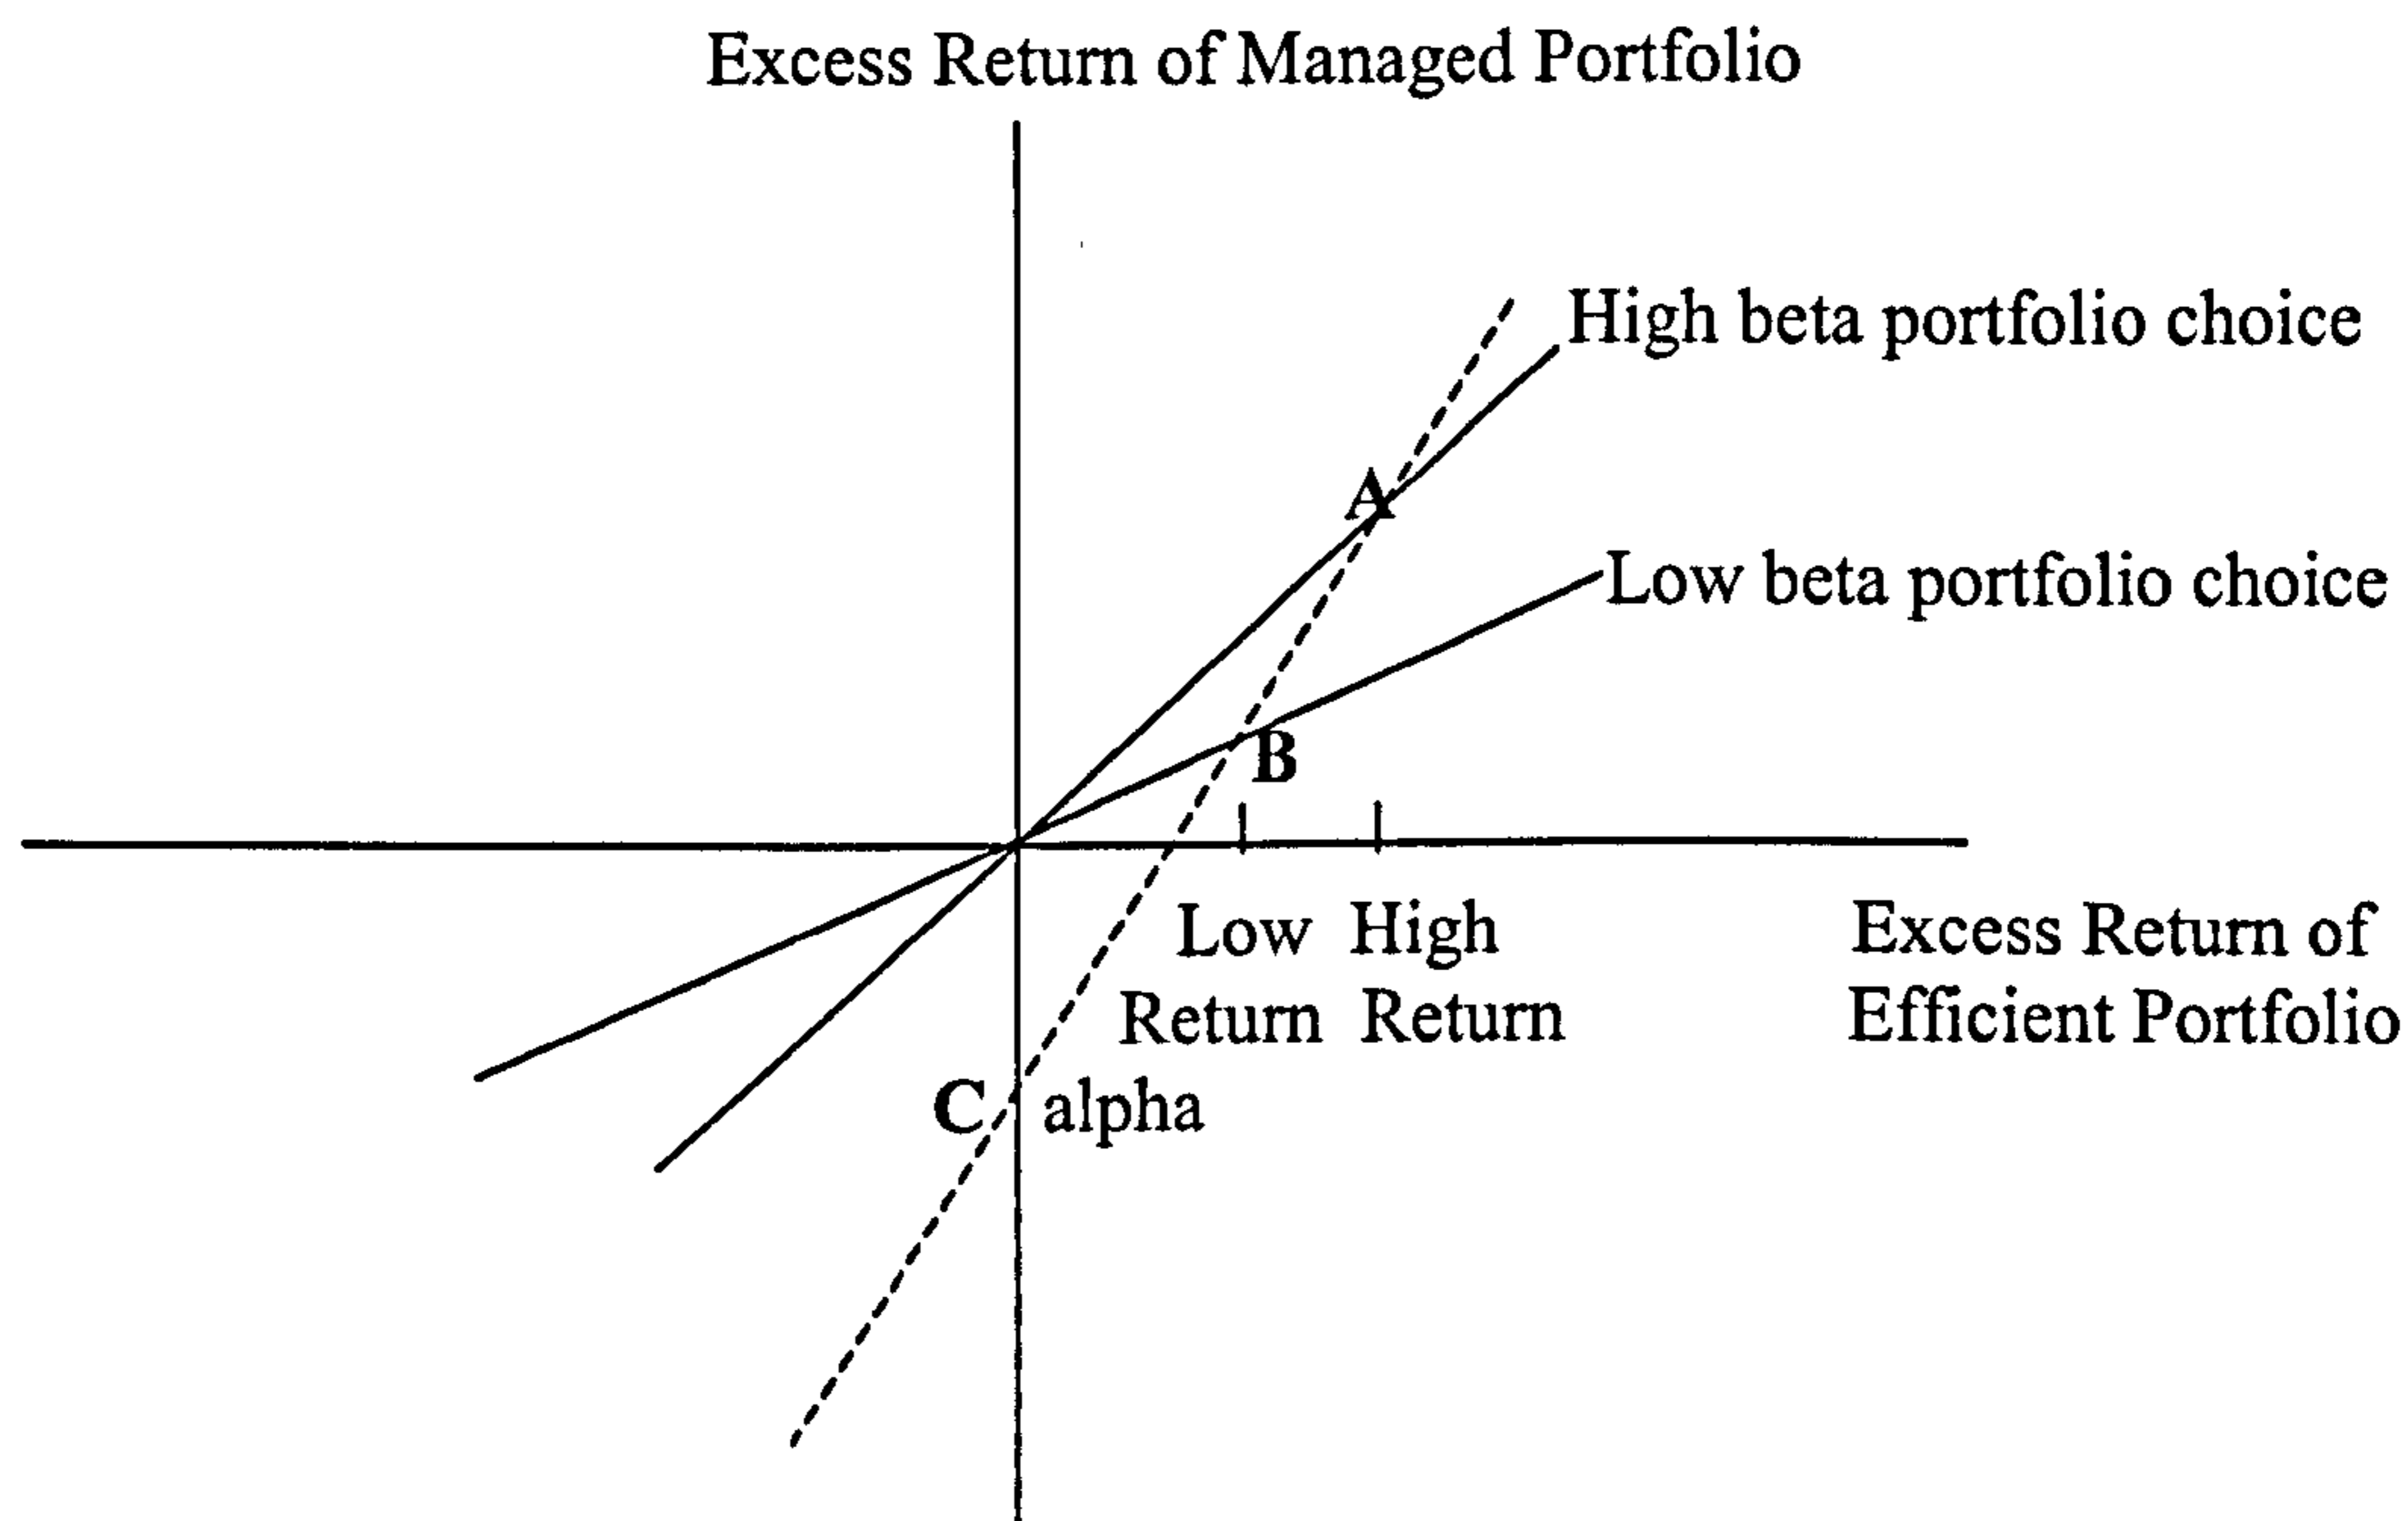 Excess Return of Managed Portfolio
High beta portfolio choice
A
Low beta portfolio choice
B
Low High
Return Return
Excess Return of
Efficient Portfolio
C alpha